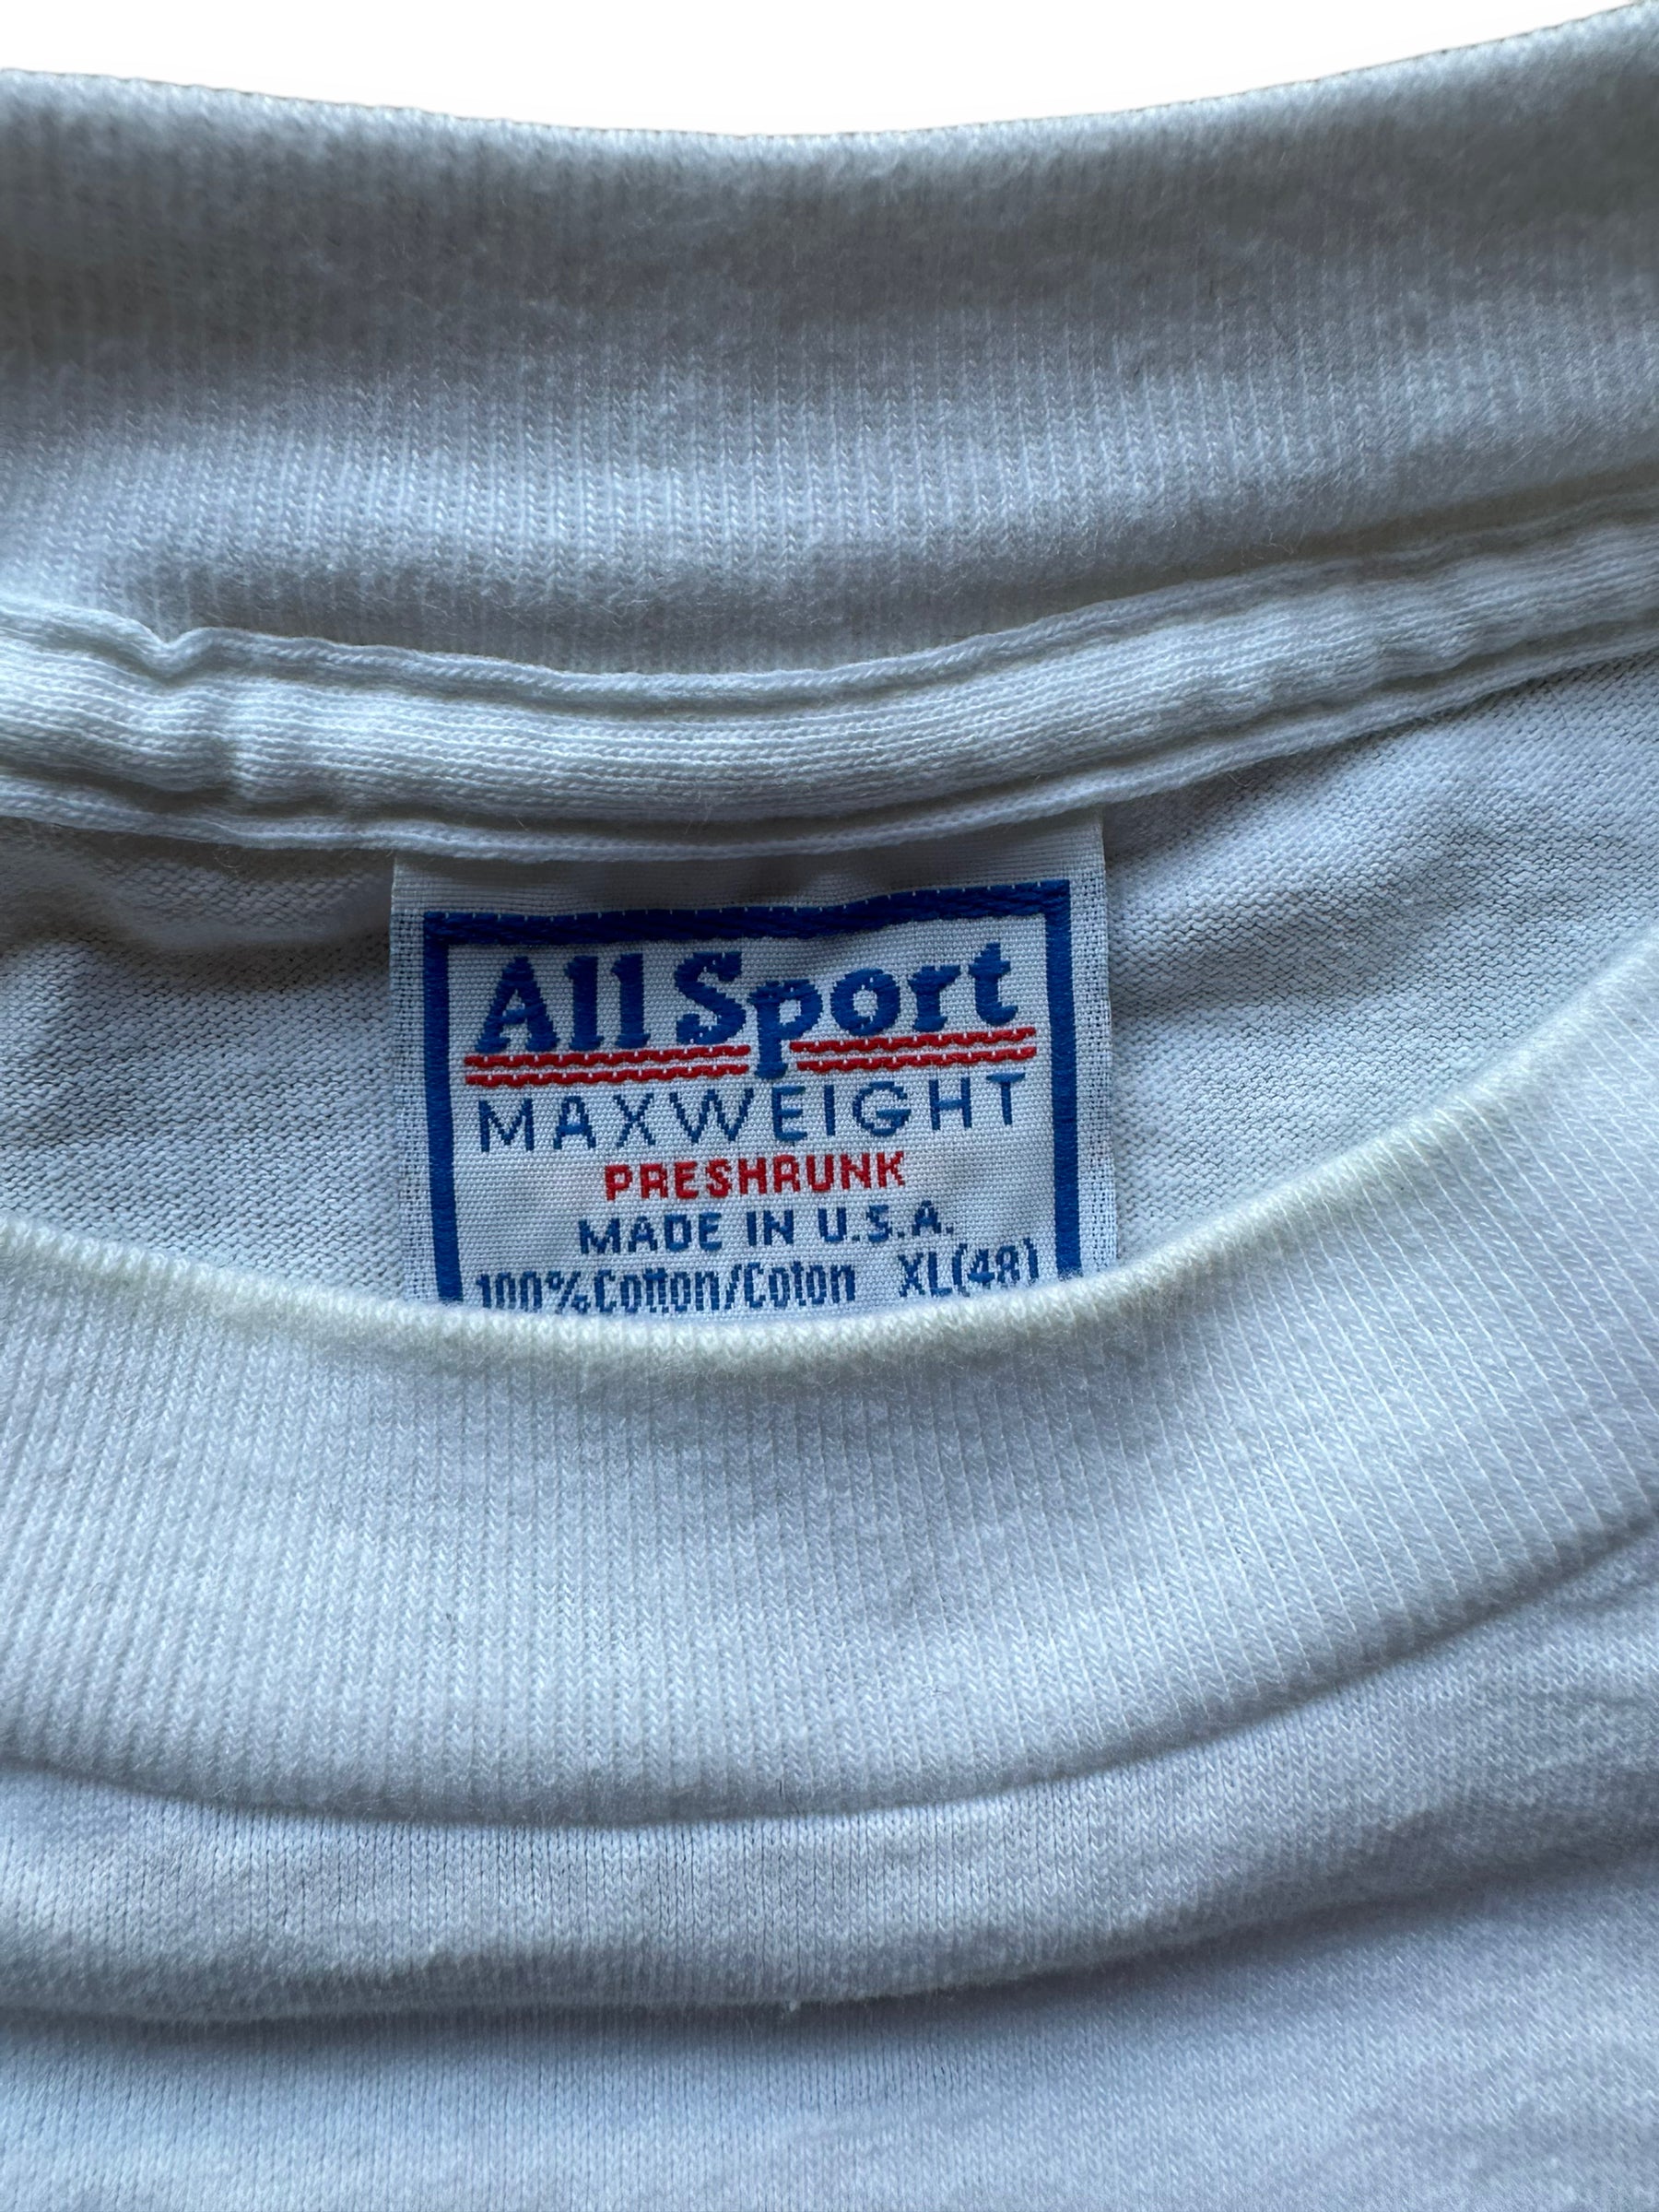 All Sport
MAXWEIGHT
PRESHRUNK
MADE IN U.S.A.
100% Cotton/Coton XL(48)